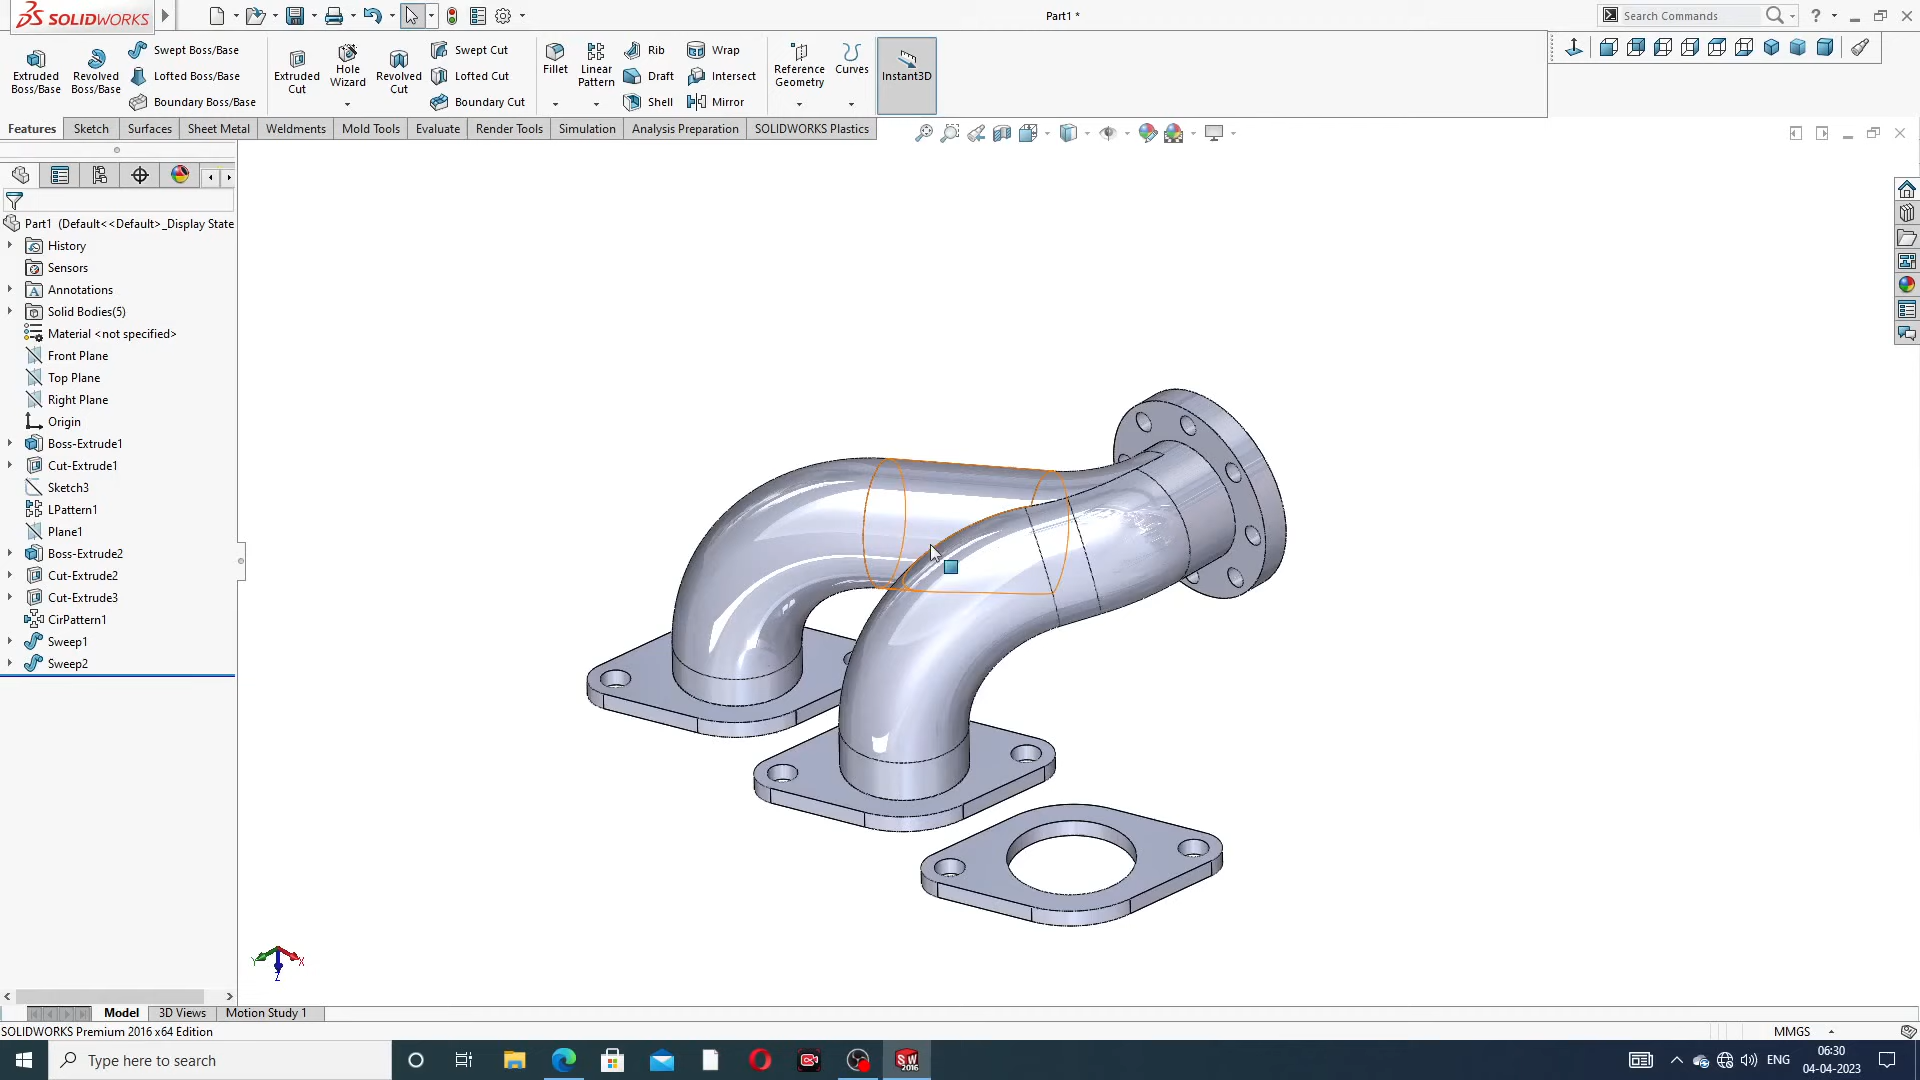 SOLIDWORKS
Part1 *
Search Commands
?
Extruded Boss/Base
Revolved Boss/Base
Swept Boss/Base
Lofted Boss/Base
Boundary Boss/Base
Extruded Cut
Hole Wizard
Revolved Cut
Swept Cut
Lofted Cut
Boundary Cut
Fillet
Linear Pattern
Rib
Draft
Shell
Wrap
Intersect
Mirror
Reference Geometry
Curves
Instant3D
Features
Sketch
Surfaces
Sheet Metal
Weldments
Mold Tools
Evaluate
Render Tools
Simulation
Analysis Preparation
SOLIDWORKS Plastics
Part1 (Default<<Default>_Display State
History
Sensors
Annotations
Solid Bodies(5)
Material <not specified>
Front Plane
Top Plane
Right Plane
Origin
Boss-Extrude1
Cut-Extrude1
Sketch3
LPattern1
Plane1
Boss-Extrude2
Cut-Extrude2
Cut-Extrude3
CirPattern1
Sweep1
Sweep2
Y
X
Z
Model
3D Views
Motion Study 1
SOLIDWORKS Premium 2016 x64 Edition
MMGS
Type here to search
SW
2016
ENG
06:30
04-04-2023